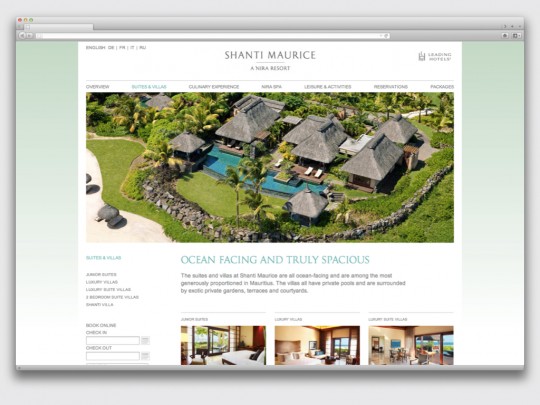 ENGLISH DE | FR | IT | RU
SHANTI MAURICE
A NIRA RESORT
LEADING
HOTELS
OVERVIEW SUITES & VILLAS CULINARY EXPERIENCE NIRA SPA LEISURE & ACTIVITIES RESERVATIONS PACKAGES
SUITES & VILLAS
JUNIOR SUITES
LUXURY VILLAS
LUXURY SUITE VILLAS
2 BEDROOM SUITE VILLAS
SHANTI VILLA
BOOK ONLINE
CHECK IN
CHECK OUT
OCEAN FACING AND TRULY SPACIOUS
The suites and villas at Shanti Maurice are all ocean-facing and are among the most
generously proportioned in Mauritius. The villas all have private pools and are surrounded
by exotic private gardens, terraces and courtyards.
JUNIOR SUITES LUXURY VILLAS LUXURY SUITE VILLAS